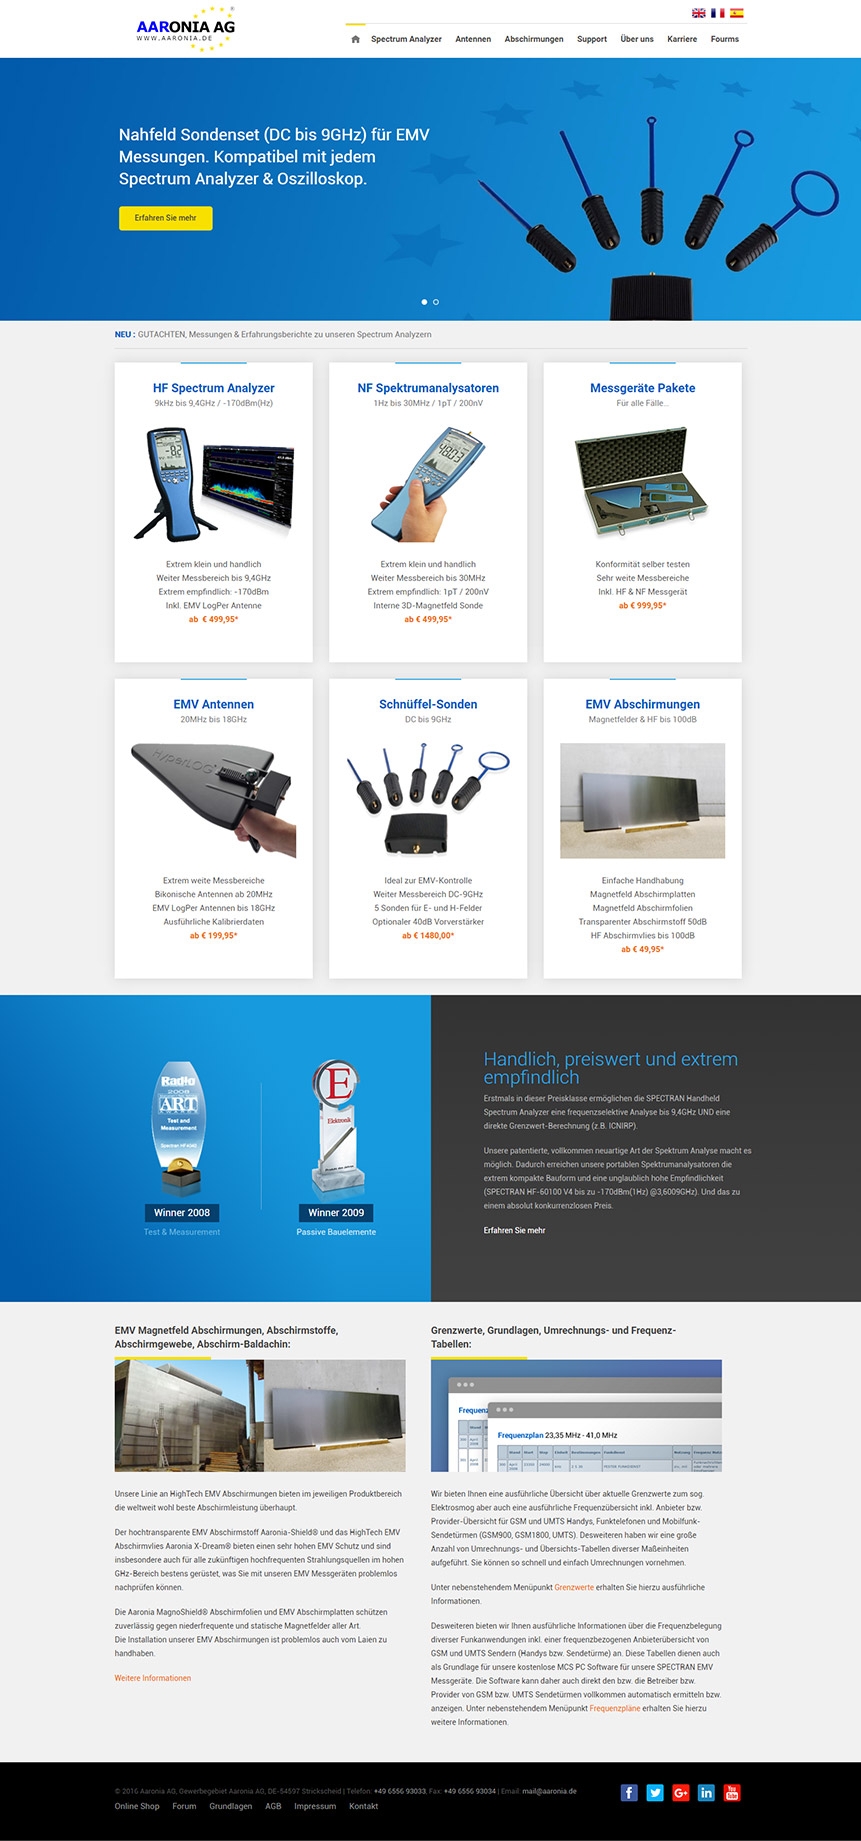 AARONIA AG
WWW.AARONIA.DE
Spectrum Analyzer Antennen Abschirmungen Support Über uns Karriere Fourms
Nahfeld Sondenset (DC bis 9GHz) für EMV
Messungen. Kompatibel mit jedem
Spectrum Analyzer & Oszilloskop.
Erfahren Sie mehr
NEU : GUTACHTEN, Messungen & Erfahrungsberichte zu unseren Spectrum Analyzern
HF Spectrum Analyzer
9kHz bis 9,4GHz / -170dBm(Hz)
Extrem klein und handlich
Weiter Messbereich bis 9,4GHz
Extrem empfindlich: -170dBm
Inkl. EMV LogPer Antenne
ab € 499,95*
NF Spektrumanalysatoren
1Hz bis 30MHz / 1pT / 200nV
Extrem klein und handlich
Weiter Messbereich bis 30MHz
Extrem empfindlich: 1pT / 200nV
Interne 3D-Magnetfeld Sonde
ab € 499,95*
Messgeräte Pakete
Für alle Fälle...
Konformität selber testen
Sehr weite Messbereiche
Inkl. HF & NF Messgerät
ab € 999,95*
EMV Antennen
20MHz bis 18GHz
HyperLOG
Extrem weite Messbereiche
Bikonische Antennen ab 20MHz
EMV LogPer Antennen bis 18GHz
Ausführliche Kalibrierdaten
ab € 199,95*
Schnüffel-Sonden
DC bis 9GHz
Ideal zur EMV-Kontrolle
Weiter Messbereich DC-9GHz
5 Sonden für E- und H-Felder
Optionaler 40dB Vorverstärker
ab € 1480,00*
EMV Abschirmungen
Magnetfelder & HF bis 100dB
Einfache Handhabung
Magnetfeld Abschirmplatten
Magnetfeld Abschirmfolien
Transparenter Abschirmstoff 50dB
HF Abschirmvlies bis 100dB
ab € 49,95*
Radio
2008
ART
Test and
Measurement
Winner 2008
Test & Measurement
E
Elektronik
Winner 2009
Passive Bauelemente
Handlich, preiswert und extrem
empfindlich
Erstmals in dieser Preisklasse ermöglichen die SPECTRAN Handheld
Spectrum Analyzer eine frequenzselektive Analyse bis 9,4GHz UND eine
direkte Grenzwert-Berechnung (z.B. ICNIRP).
Unsere patentierte, vollkommen neuartige Art der Spektrum Analyse macht es
möglich. Dadurch erreichen unsere portablen Spektrumanalysatoren die
extrem kompakte Bauform und eine unglaublich hohe Empfindlichkeit
(SPECTRAN HF-60100 V4 bis zu -170dBm(1Hz) @3,6009GHz). Und das zu
einem absolut konkurrenzlosen Preis.
Erfahren Sie mehr
EMV Magnetfeld Abschirmungen, Abschirmstoffe,
Abschirmgewebe, Abschirm-Baldachin:
Unsere Linie an HighTech EMV Abschirmungen bieten im jeweiligen Produktbereich
die weltweit wohl beste Abschirmleistung überhaupt.
Der hochtransparente EMV Abschirmstoff Aaronia-Shield® und das HighTech EMV
Abschirmvlies Aaronia X-Dream® bieten einen sehr hohen EMV Schutz und sind
insbesondere auch für alle zukünftigen hochfrequenten Strahlungsquellen im hohen
GHz-Bereich bestens gerüstet, was Sie mit unseren EMV Messgeräten problemlos
nachprüfen können.
Die Aaronia MagnoShield® Abschirmfolien und EMV Abschirmplatten schützen
zuverlässig gegen niederfrequente und statische Magnetfelder aller Art.
Die Installation unserer EMV Abschirmungen ist problemlos auch vom Laien zu
handhaben.
Weitere Informationen
Grenzwerte, Grundlagen, Umrechnungs- und Frequenz-
Tabellen:
Frequenzplan 23,35 MHz - 41,0 MHz
Wir bieten Ihnen eine ausführliche Übersicht über aktuelle Grenzwerte zum sog.
Elektrosmog aber auch eine ausführliche Frequenzübersicht inkl. Anbieter bzw.
Provider-Übersicht für GSM und UMTS Handys, Funktelefonen und Mobilfunk-
Sendetürmen (GSM900, GSM1800, UMTS). Desweiteren haben wir eine große
Anzahl von Umrechnungs- und Übersichts-Tabellen diverser Maßeinheiten
aufgeführt. Sie können so schnell und einfach Umrechnungen vornehmen.
Unter nebenstehendem Menüpunkt Grenzwerte erhalten Sie hierzu ausführliche
Informationen.
Desweiteren bieten wir Ihnen ausführliche Informationen über die Frequenzbelegung
diverser Funkanwendungen inkl. einer frequenzbezogenen Anbieterübersicht von
GSM und UMTS Sendern (Handys bzw. Sendetürme) an. Diese Tabellen dienen auch
als Grundlage für unsere kostenlose MCS PC Software für unsere SPECTRAN EMV
Messgeräte. Die Software kann daher auch direkt den bzw. die Betreiber bzw.
Provider von GSM bzw. UMTS Sendetürmen vollkommen automatisch ermitteln bzw.
anzeigen. Unter nebenstehendem Menüpunkt Frequenzpläne erhalten Sie hierzu
weitere Informationen.
© 2016 Aaronia AG, Gewerbegebiet Aaronia AG, DE-54597 Strickscheid | Telefon: +49 6556 93033, Fax: +49 6556 93034 | Email: mail@aaronia.de
Online Shop Forum Grundlagen AGB Impressum Kontakt